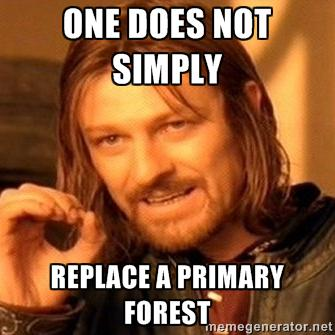 ONE DOES NOT
SIMPLY
REPLACE A PRIMARY
FOREST
memegenerator.net